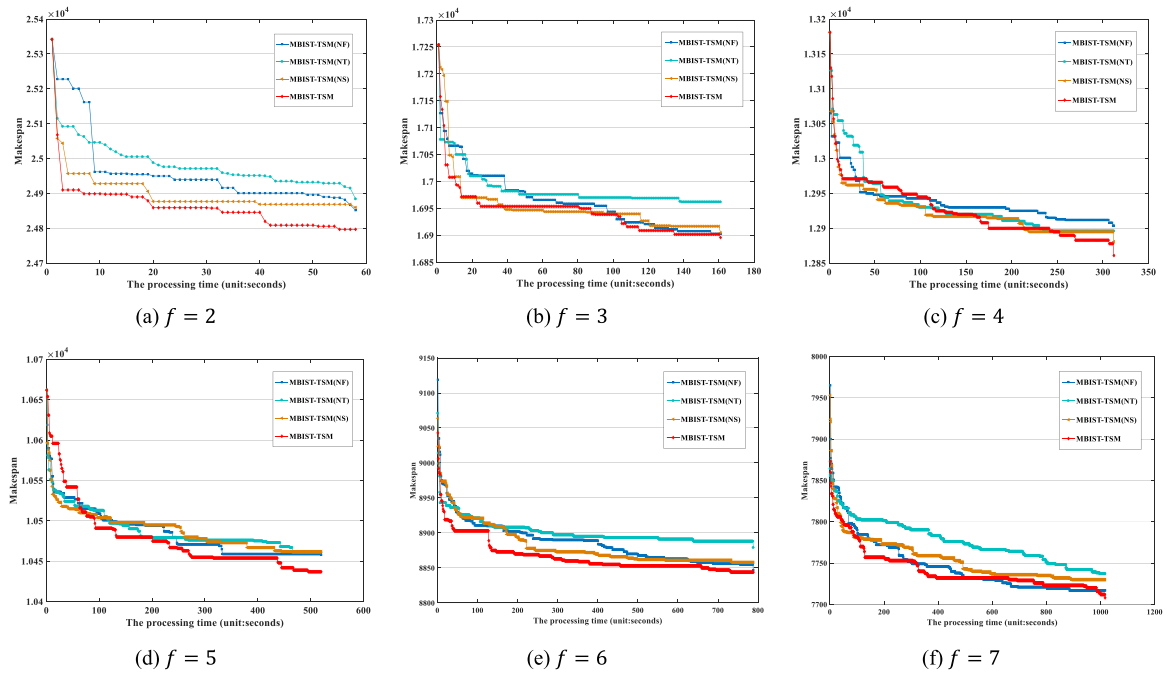 ×10⁴
2.54
2.53
2.52
2.51
2.5
2.49
2.48
2.47
Makespan
0 10 20 30 40 50 60
The processing time (unit:seconds)
MBIST-TSM(NF)
MBIST-TSM(NT)
MBIST-TSM(NS)
MBIST-TSM
(a) f = 2
×10⁴
1.73
1.725
1.72
1.715
1.71
1.705
1.7
1.695
1.69
1.685
Makespan
0 20 40 60 80 100 120 140 160 180
The processing time (unit:seconds)
MBIST-TSM(NF)
MBIST-TSM(NT)
MBIST-TSM(NS)
MBIST-TSM
(b) f = 3
×10⁴
1.32
1.315
1.31
1.305
1.3
1.295
1.29
1.285
Makespan
0 50 100 150 200 250 300 350
The processing time (unit:seconds)
MBIST-TSM(NF)
MBIST-TSM(NT)
MBIST-TSM(NS)
MBIST-TSM
(c) f = 4
×10⁴
1.07
1.065
1.06
1.055
1.05
1.045
1.04
Makespan
0 100 200 300 400 500 600
The processing time (unit:seconds)
MBIST-TSM(NF)
MBIST-TSM(NT)
MBIST-TSM(NS)
MBIST-TSM
(d) f = 5
9150
9100
9050
9000
8950
8900
8850
8800
Makespan
0 100 200 300 400 500 600 700 800
The processing time (unit:seconds)
MBIST-TSM(NF)
MBIST-TSM(NT)
MBIST-TSM(NS)
MBIST-TSM
(e) f = 6
8000
7950
7900
7850
7800
7750
7700
Makespan
0 200 400 600 800 1000 1200
The processing time (unit:seconds)
MBIST-TSM(NF)
MBIST-TSM(NT)
MBIST-TSM(NS)
MBIST-TSM
(f) f = 7